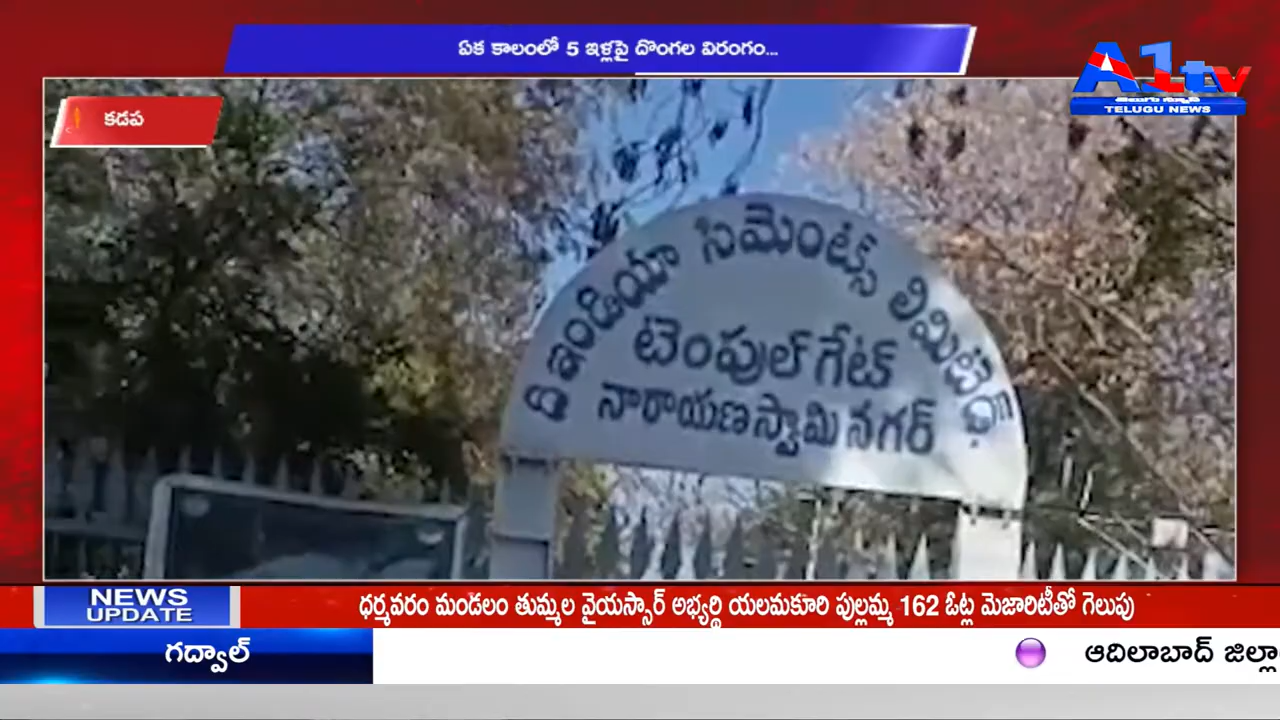 ఏక కాలంలో 5 ఇళ్లపై దొంగల విరంగం...
A1tv
తెలుగు న్యూస్
TELUGU NEWS
కడప
ది ఇండియా సిమెంట్స్ లిమిటెడ్.
టెంపుల్ గేట్
నారాయణస్వామి నగర్
NEWS
UPDATE
ధర్మవరం మండలం తుమ్మల వైయస్సార్ అభ్యర్థి యలమకూరి పుల్లమ్మ 162 ఓట్ల మెజారిటీతో గెలుపు
గద్వాల్
ఆదిలాబాద్ జిల్లా